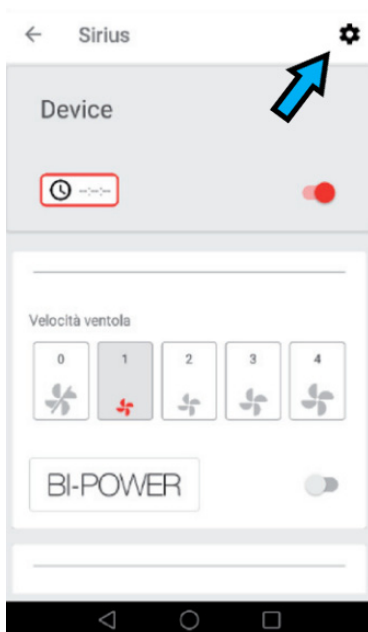 Sirius
Device
--:--:--
Velocità ventola
0 1 2 3 4
BI-POWER